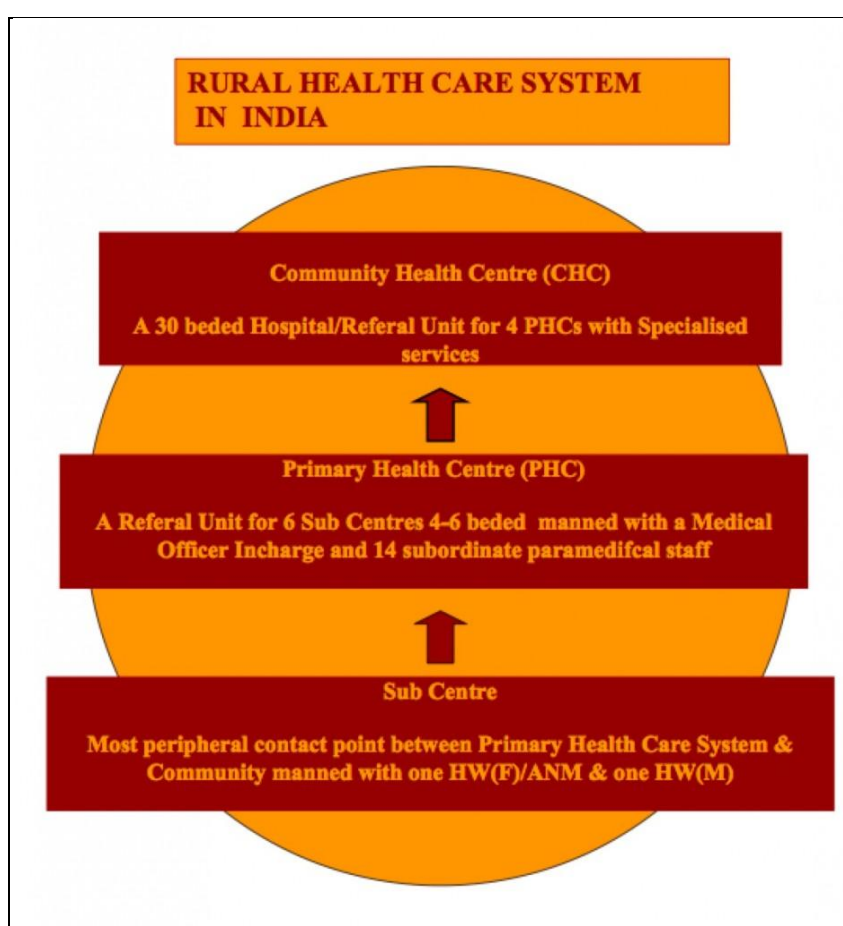 RURAL HEALTH CARE SYSTEM
IN INDIA
Community Health Centre (CHC)
A 30 beded Hospital/Referal Unit for 4 PHCs with Specialised
services
Primary Health Centre (PHC)
A Referal Unit for 6 Sub Centres 4-6 beded manned with a Medical
Officer Incharge and 14 subordinate paramedifcal staff
Sub Centre
Most peripheral contact point between Primary Health Care System &
Community manned with one HW(F)/ANM & one HW(M)